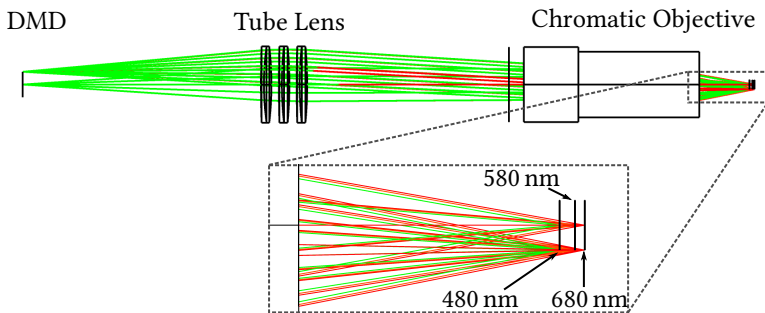 DMD
Tube Lens
Chromatic Objective
580 nm
480 nm
680 nm